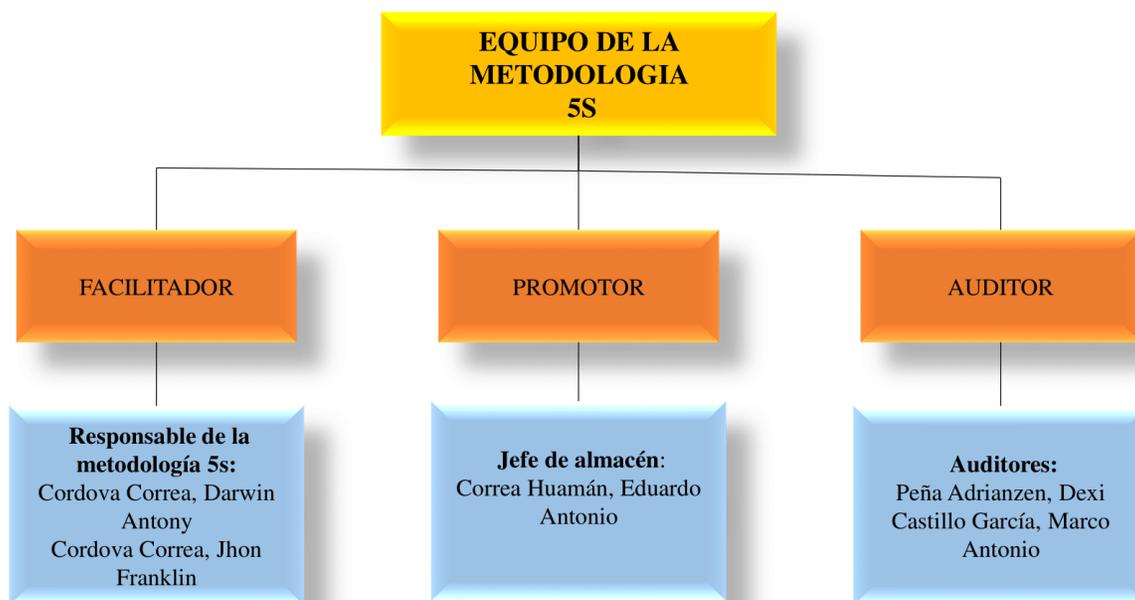 EQUIPO DE LA
METODOLOGIA
5S
FACILITADOR
PROMOTOR
AUDITOR
Responsable de la
metodología 5s:
Cordova Correa, Darwin
Antony
Cordova Correa, Jhon
Franklin
Jefe de almacén:
Correa Huamán, Eduardo
Antonio
Auditores:
Peña Adrianzen, Dexi
Castillo García, Marco
Antonio